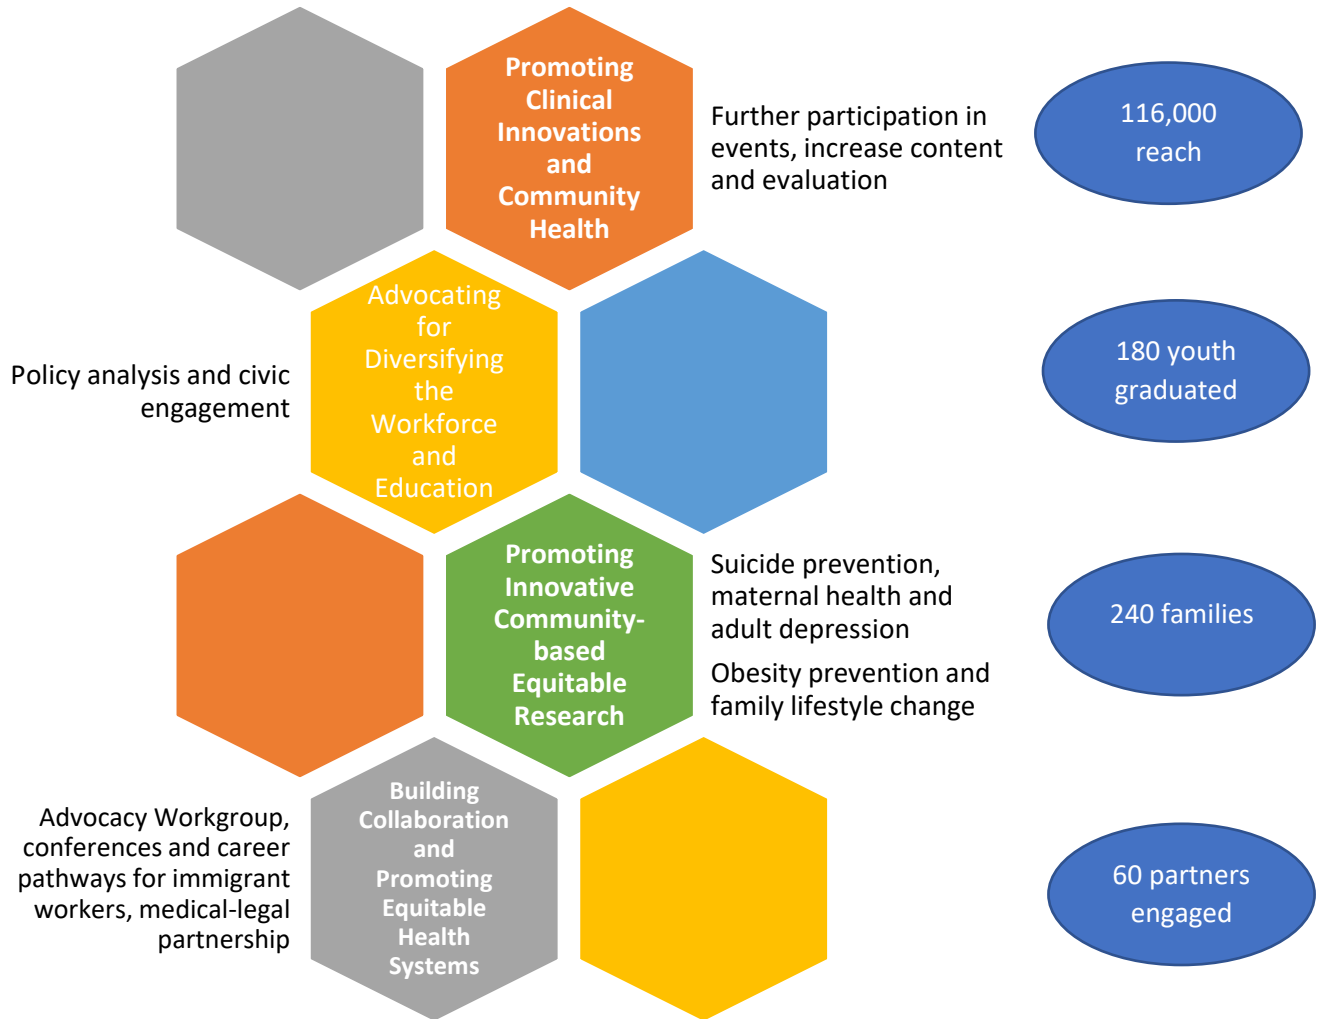 Promoting
Clinical
Innovations
and
Community
Health
Further participation in
events, increase content
and evaluation
116,000
reach
Policy analysis and civic
engagement
Advocating
for
Diversifying
the
Workforce
and
Education
180 youth
graduated
Promoting
Innovative
Community-
based
Equitable
Research
Suicide prevention,
maternal health and
adult depression
Obesity prevention and
family lifestyle change
240 families
Advocacy Workgroup,
conferences and career
pathways for immigrant
workers, medical-legal
partnership
Building
Collaboration
and
Promoting
Equitable
Health
Systems
60 partners
engaged